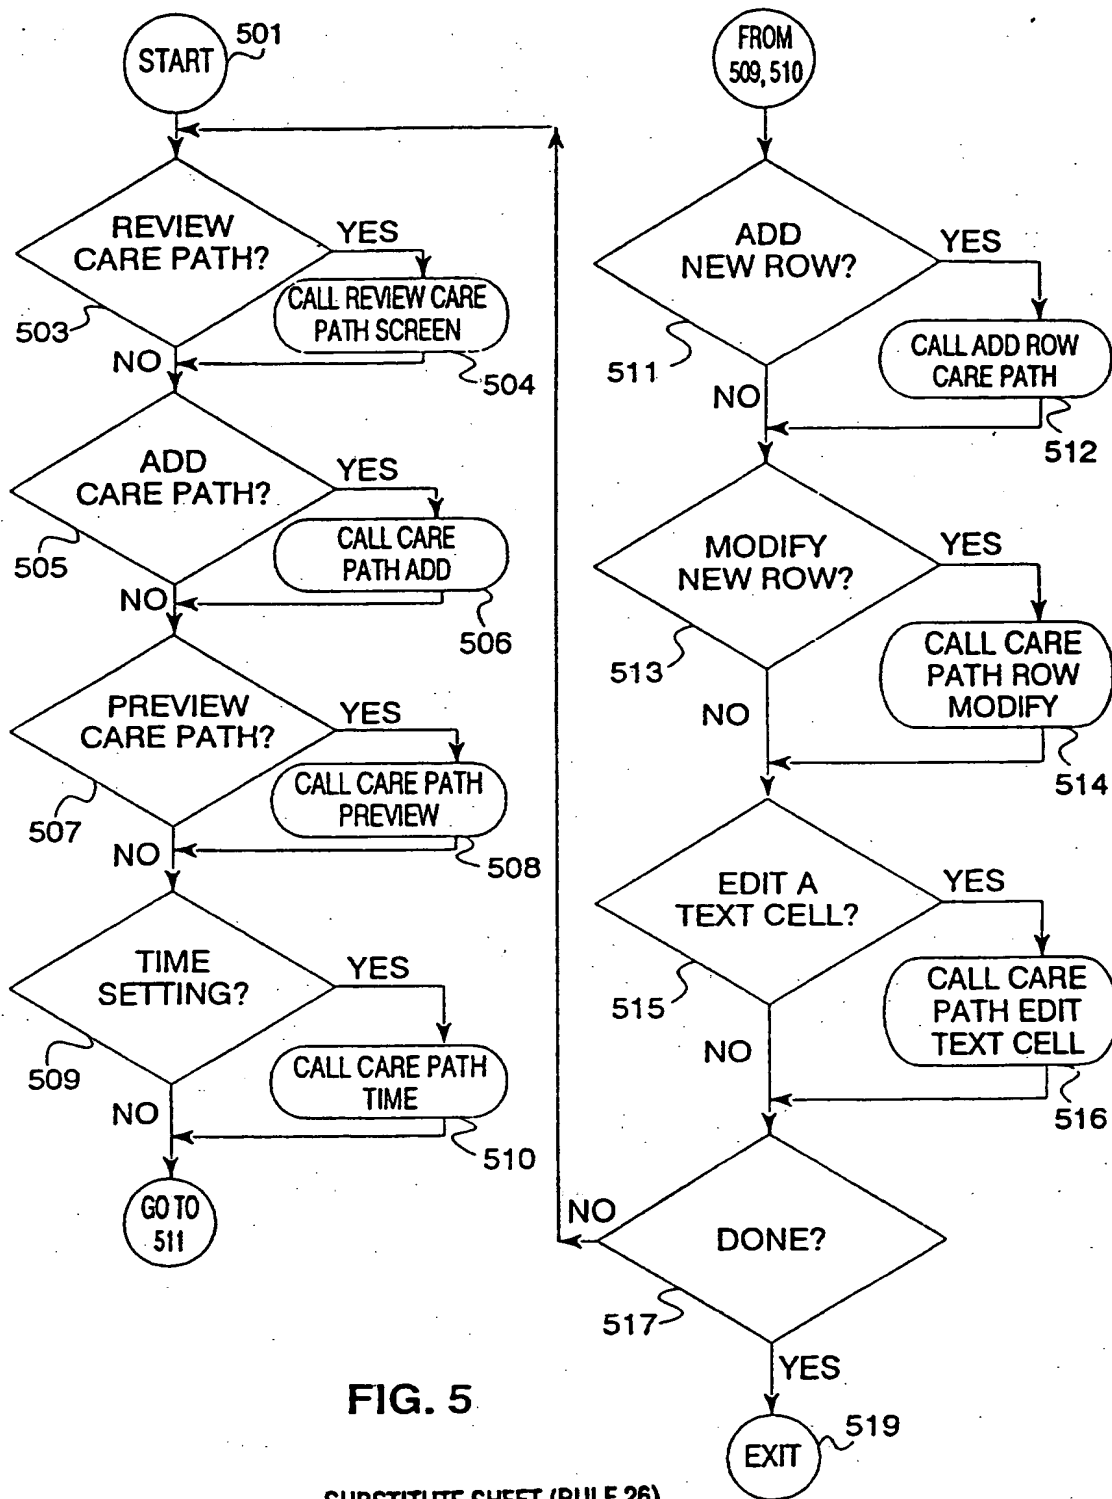 START
501
REVIEW
CARE PATH?
YES
503
CALL REVIEW CARE
PATH SCREEN
504
NO
ADD
CARE PATH?
YES
505
CALL CARE
PATH ADD
506
NO
PREVIEW
CARE PATH?
YES
507
CALL CARE PATH
PREVIEW
508
NO
TIME
SETTING?
YES
509
CALL CARE PATH
TIME
510
NO
GO TO
511
FROM
509, 510
ADD
NEW ROW?
YES
511
CALL ADD ROW
CARE PATH
512
NO
MODIFY
NEW ROW?
YES
513
CALL CARE
PATH ROW
MODIFY
514
NO
EDIT A
TEXT CELL?
YES
515
CALL CARE
PATH EDIT
TEXT CELL
516
NO
DONE?
NO
517
YES
EXIT
519
FIG. 5
SUBSTITUTE SHEET (RULE 26)